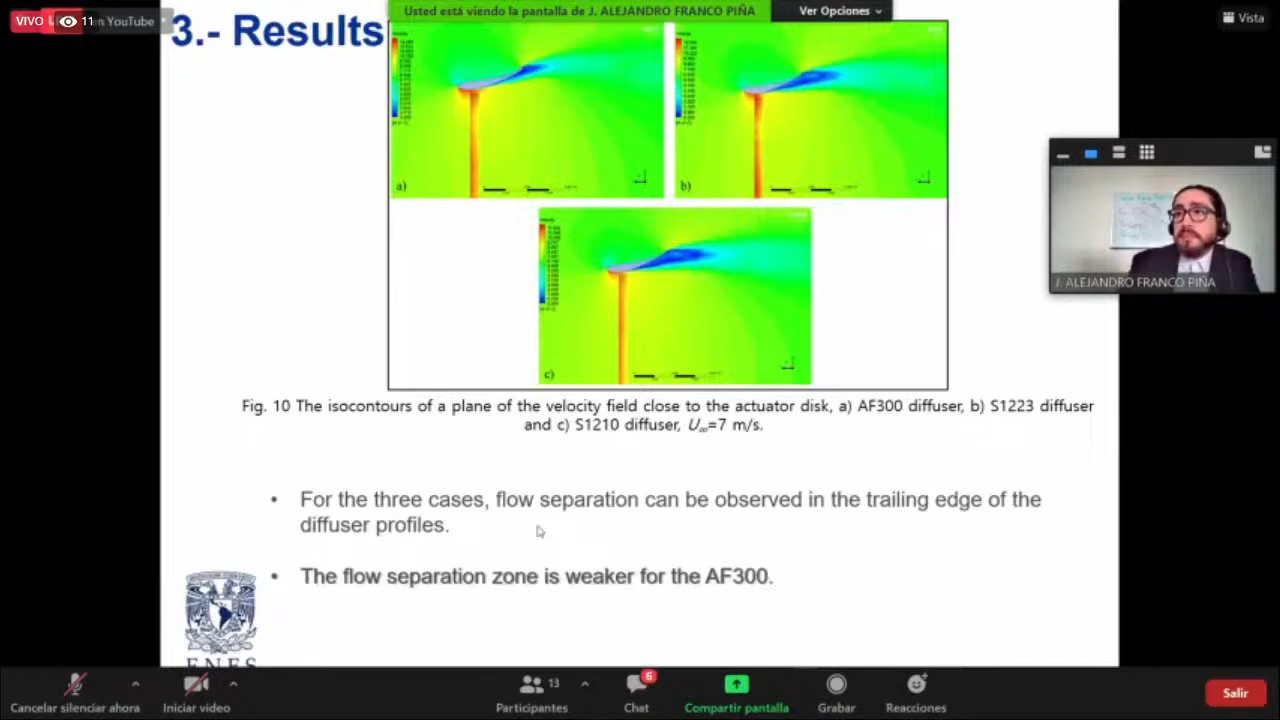 VIVO
11
en YouTube
Usted está viendo la pantalla de J. ALEJANDRO FRANCO PIÑA
Ver Opciones
Vista
3.- Results
a)
b)
c)
J. ALEJANDRO FRANCO PIÑA
Fig. 10 The isocontours of a plane of the velocity field close to the actuator disk, a) AF300 diffuser, b) S1223 diffuser
and c) S1210 diffuser, U∞=7 m/s.
• For the three cases, flow separation can be observed in the trailing edge of the
diffuser profiles.
• The flow separation zone is weaker for the AF300.
ENES
Cancelar silenciar ahora
Iniciar video
13
Participantes
6
Chat
Compartir pantalla
Grabar
Reacciones
Salir